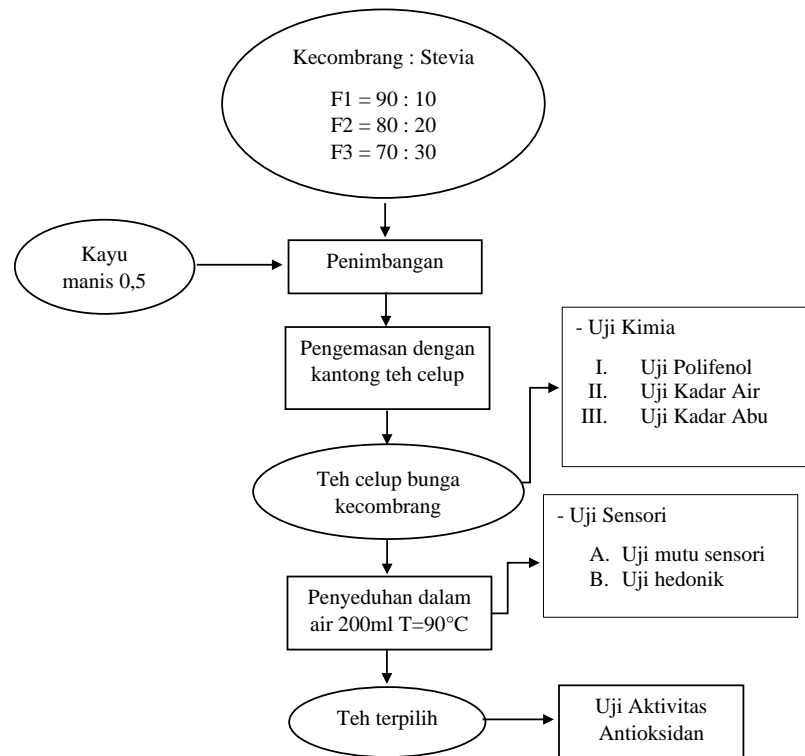 Kecombrang : Stevia
F1 = 90 : 10
F2 = 80 : 20
F3 = 70 : 30
Kayu
manis 0,5
Penimbangan
Pengemasan dengan
kantong teh celup
- Uji Kimia
I. Uji Polifenol
II. Uji Kadar Air
III. Uji Kadar Abu
Teh celup bunga
kecombrang
- Uji Sensori
A. Uji mutu sensori
B. Uji hedonik
Penyeduhan dalam
air 200ml T=90°C
Teh terpilih
Uji Aktivitas
Antioksidan